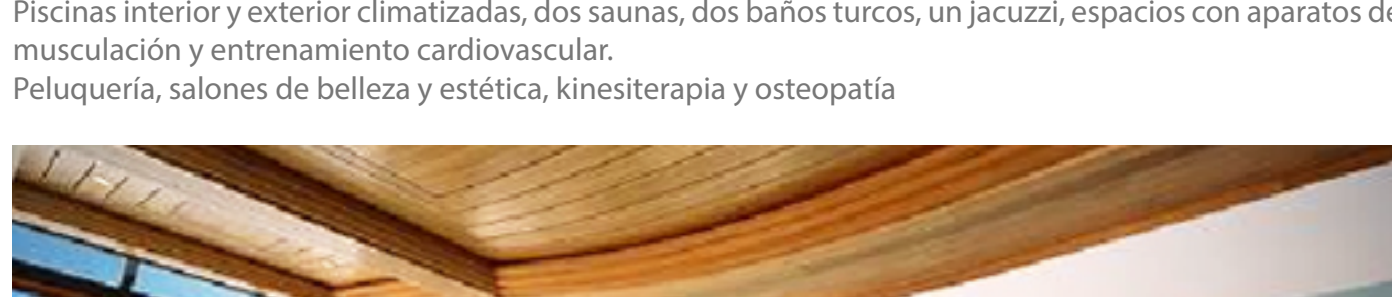 Piscinas interior y exterior climatizadas, dos saunas, dos baños turcos, un jacuzzi, espacios con aparatos de
musculación y entrenamiento cardiovascular.
Peluquería, salones de belleza y estética, kinesiterapia y osteopatía